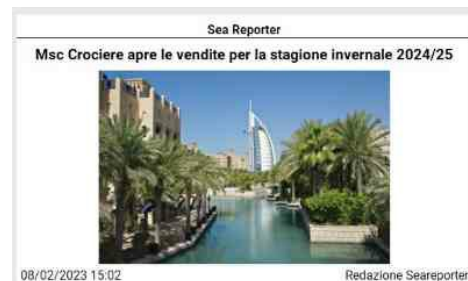 Sea Reporter
Msc Crociere apre le vendite per la stagione invernale 2024/25
08/02/2023 15:02
Redazione Seareporter